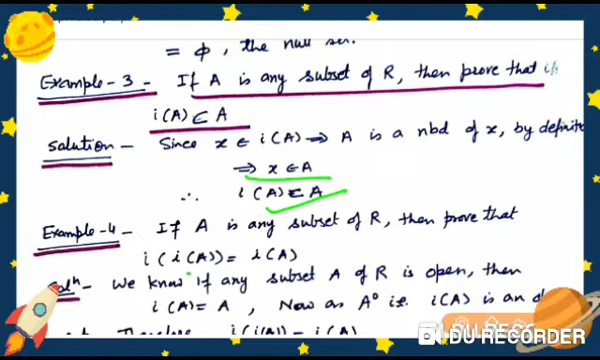 = φ, the null set.
Example-3 - If A is any subset of R, then prove that
i(A) ⊂ A
Solution - Since x ∈ i(A) ⇒ A is a nbd of x, by definite
⇒ x ∈ A
∴ i(A) ⊂ A
Example-4 - If A is any subset of R, then prove that
i(i(A)) = i(A)
Solⁿ - We know if any subset A of R is open, then
i(A) = A, Now as A° i.e. i(A) is an
Therefore i(i(A)) = i(A)
DU RECORDER